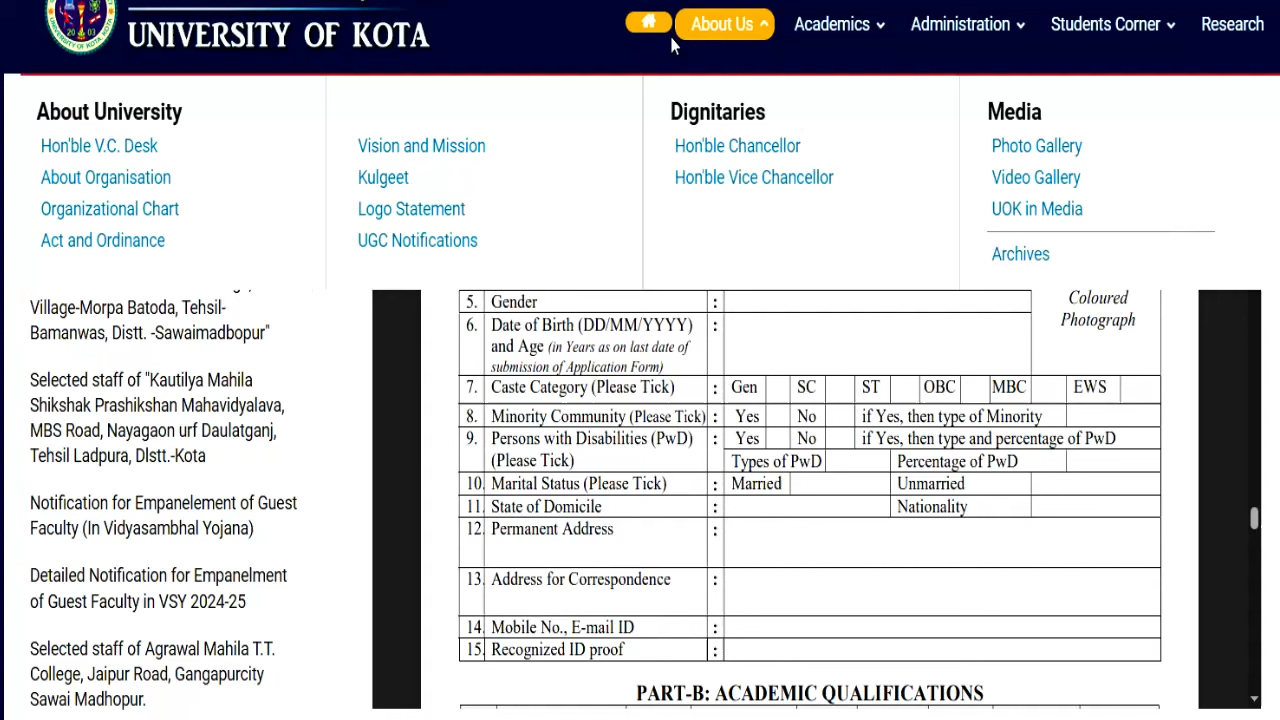 UNIVERSITY OF KOTA
About Us
Academics
Administration
Students Corner
Research
About University
Hon'ble V.C. Desk
About Organisation
Organizational Chart
Act and Ordinance
Vision and Mission
Kulgeet
Logo Statement
UGC Notifications
Dignitaries
Hon'ble Chancellor
Hon'ble Vice Chancellor
Media
Photo Gallery
Video Gallery
UOK in Media
Archives
Village-Morpa Batoda, Tehsil-
Bamanwas, Distt. -Sawaimadbopur"
Selected staff of "Kautilya Mahila
Shikshak Prashikshan Mahavidyalava,
MBS Road, Nayagaon urf Daulatganj,
Tehsil Ladpura, Dlstt.-Kota
Notification for Empanelement of Guest
Faculty (In Vidyasambhal Yojana)
Detailed Notification for Empanelment
of Guest Faculty in VSY 2024-25
Selected staff of Agrawal Mahila T.T.
College, Jaipur Road, Gangapurcity
Sawai Madhopur.
Coloured
Photograph
5. Gender :
6. Date of Birth (DD/MM/YYYY) :
and Age (in Years as on last date of
submission of Application Form)
7. Caste Category (Please Tick) : Gen SC ST OBC MBC EWS
8. Minority Community (Please Tick) : Yes No if Yes, then type of Minority
9. Persons with Disabilities (PwD) : Yes No if Yes, then type and percentage of PwD
(Please Tick) Types of PwD Percentage of PwD
10. Marital Status (Please Tick) : Married Unmarried
11. State of Domicile : Nationality
12. Permanent Address :
13. Address for Correspondence :
14. Mobile No., E-mail ID :
15. Recognized ID proof :
PART-B: ACADEMIC QUALIFICATIONS